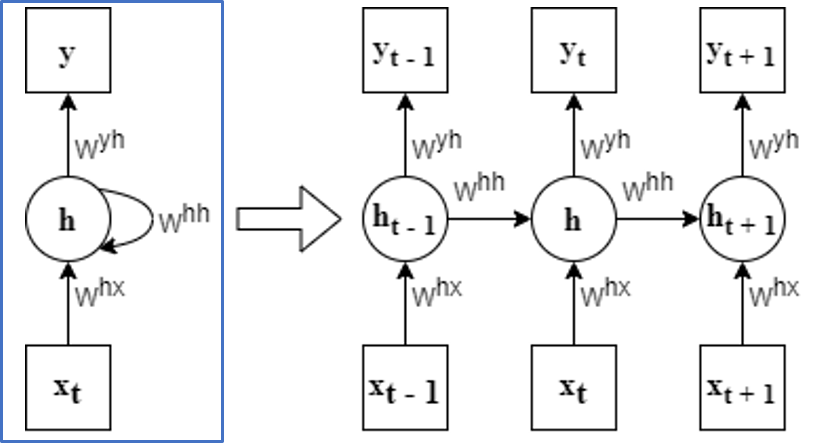 y y_{t - 1} y_t y_{t + 1}
W^{yh} W^{yh} W^{yh} W^{yh}
h W^{hh} h_{t - 1} W^{hh} h W^{hh} h_{t + 1}
W^{hx} W^{hx} W^{hx} W^{hx}
x_t x_{t - 1} x_t x_{t + 1}